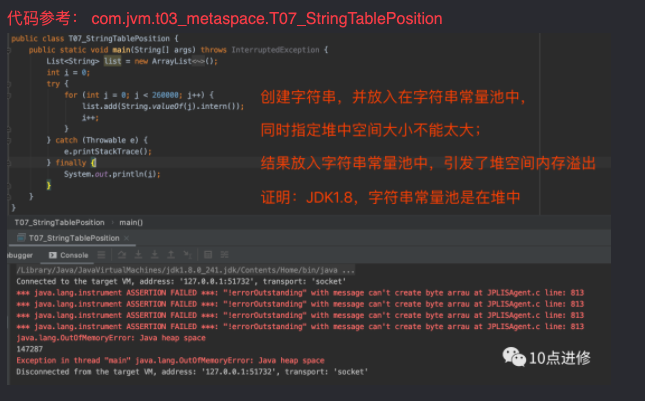 代码参考： com.jvm.t03_metaspace.T07_StringTablePosition
public class T07_StringTablePosition {
public static void main(String[] args) throws InterruptedException {
List<String> list = new ArrayList<~>();
int i = 0;
try {
for (int j = 0; j < 260000; j++) {
list.add(String.valueOf(j).intern());
i++;
}
} catch (Throwable e) {
e.printStackTrace();
} finally {
System.out.println(i);
}
}
}
创建字符串，并放入在字符串常量池中，
同时指定堆中空间大小不能太大；
结果放入字符串常量池中，引发了堆空间内存溢出
证明：JDK1.8，字符串常量池是在堆中
T07_StringTablePosition › main()
T07_StringTablePosition ×
bugger Console
/Library/Java/JavaVirtualMachines/jdk1.8.0_241.jdk/Contents/Home/bin/java ...
Connected to the target VM, address: '127.0.0.1:51732', transport: 'socket'
*** java.lang.instrument ASSERTION FAILED ***: "!errorOutstanding" with message can't create byte arrau at JPLISAgent.c line: 813
*** java.lang.instrument ASSERTION FAILED ***: "!errorOutstanding" with message can't create byte arrau at JPLISAgent.c line: 813
*** java.lang.instrument ASSERTION FAILED ***: "!errorOutstanding" with message can't create byte arrau at JPLISAgent.c line: 813
*** java.lang.instrument ASSERTION FAILED ***: "!errorOutstanding" with message can't create byte arrau at JPLISAgent.c line: 813
java.lang.OutOfMemoryError: Java heap space
147287
Exception in thread "main" java.lang.OutOfMemoryError: Java heap space
Disconnected from the target VM, address: '127.0.0.1:51732', transport: 'socket'
10点进修